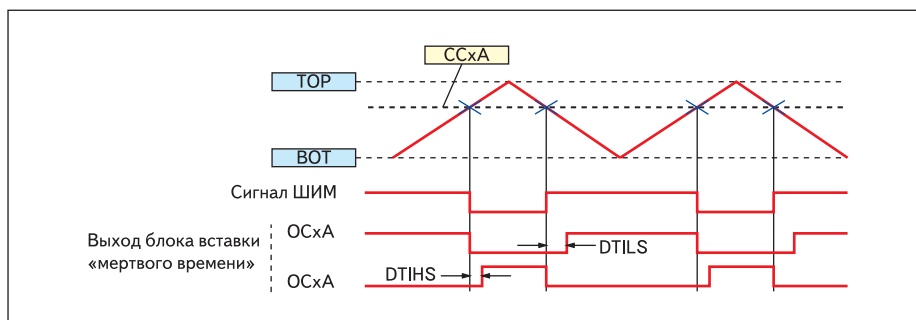 CCxA
TOP
BOT
Сигнал ШИМ
OCxA
Выход блока вставки
«мертвого времени»
DTILS
DTIHS
OCxA